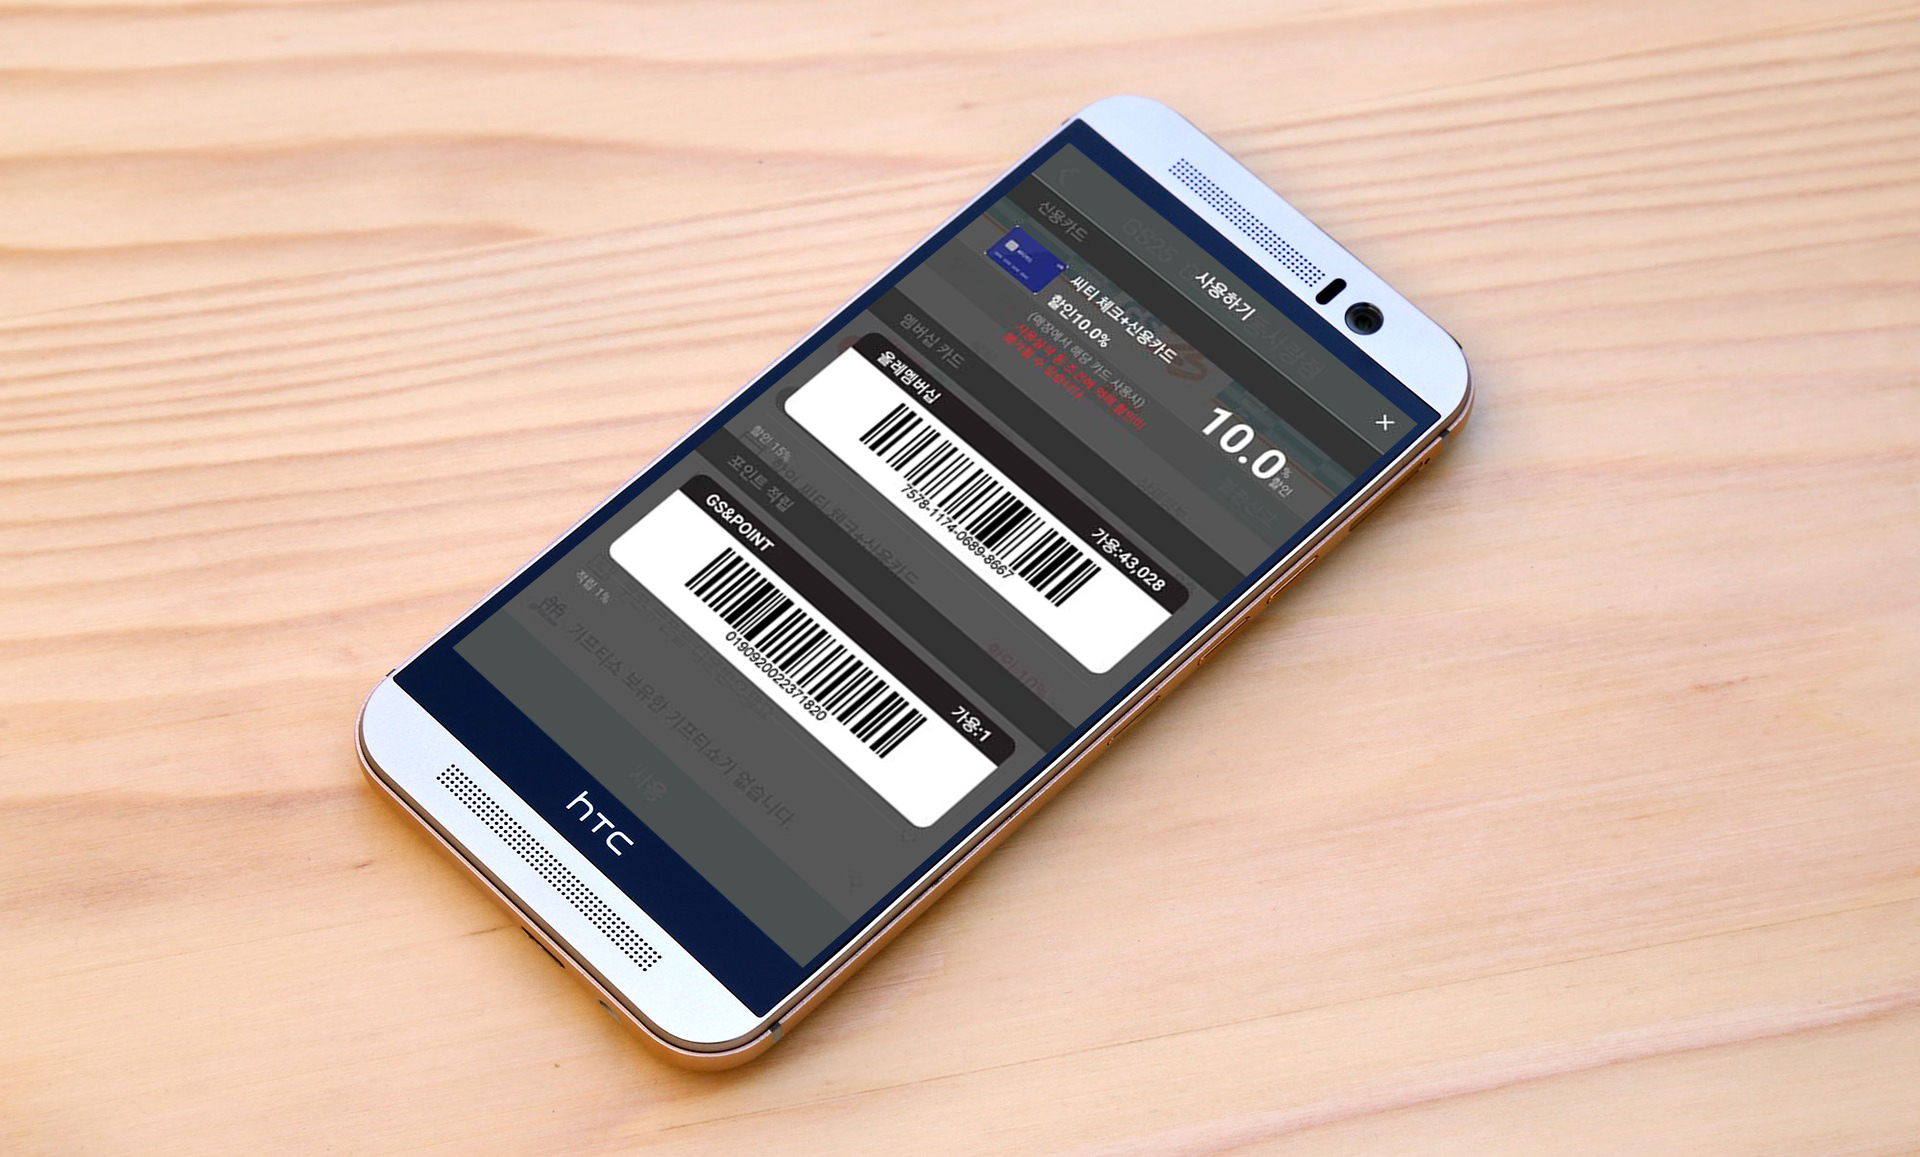 사용하기
×
신용카드
씨티 체크+신용카드
할인10.0%
(매장에서 해당 카드 사용시)
10.0%
할인
멤버십 카드
올레멤버십
가용:43,028
7578-1174-0689-8667
할인 15%
포인트 적립
GS&POINT
가용:1
0190920022371820
적립 1%
기프티쇼 보유한 기프티쇼가 없습니다.
사용
hTC